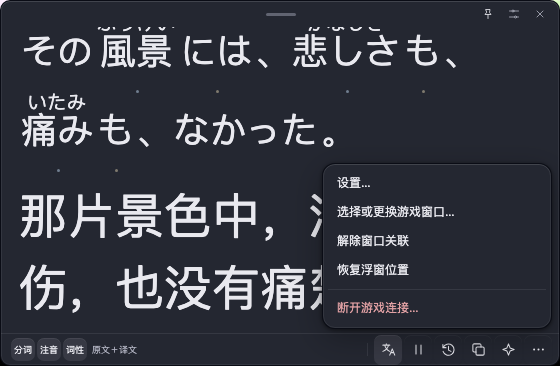 その風景には、悲しさも、
いたみ
痛みも、なかった。
那片景色中，
伤，也没有痛
设置...
选择或更换游戏窗口...
解除窗口关联
恢复浮窗位置
断开游戏连接...
分词 注音 词性 原文+译文